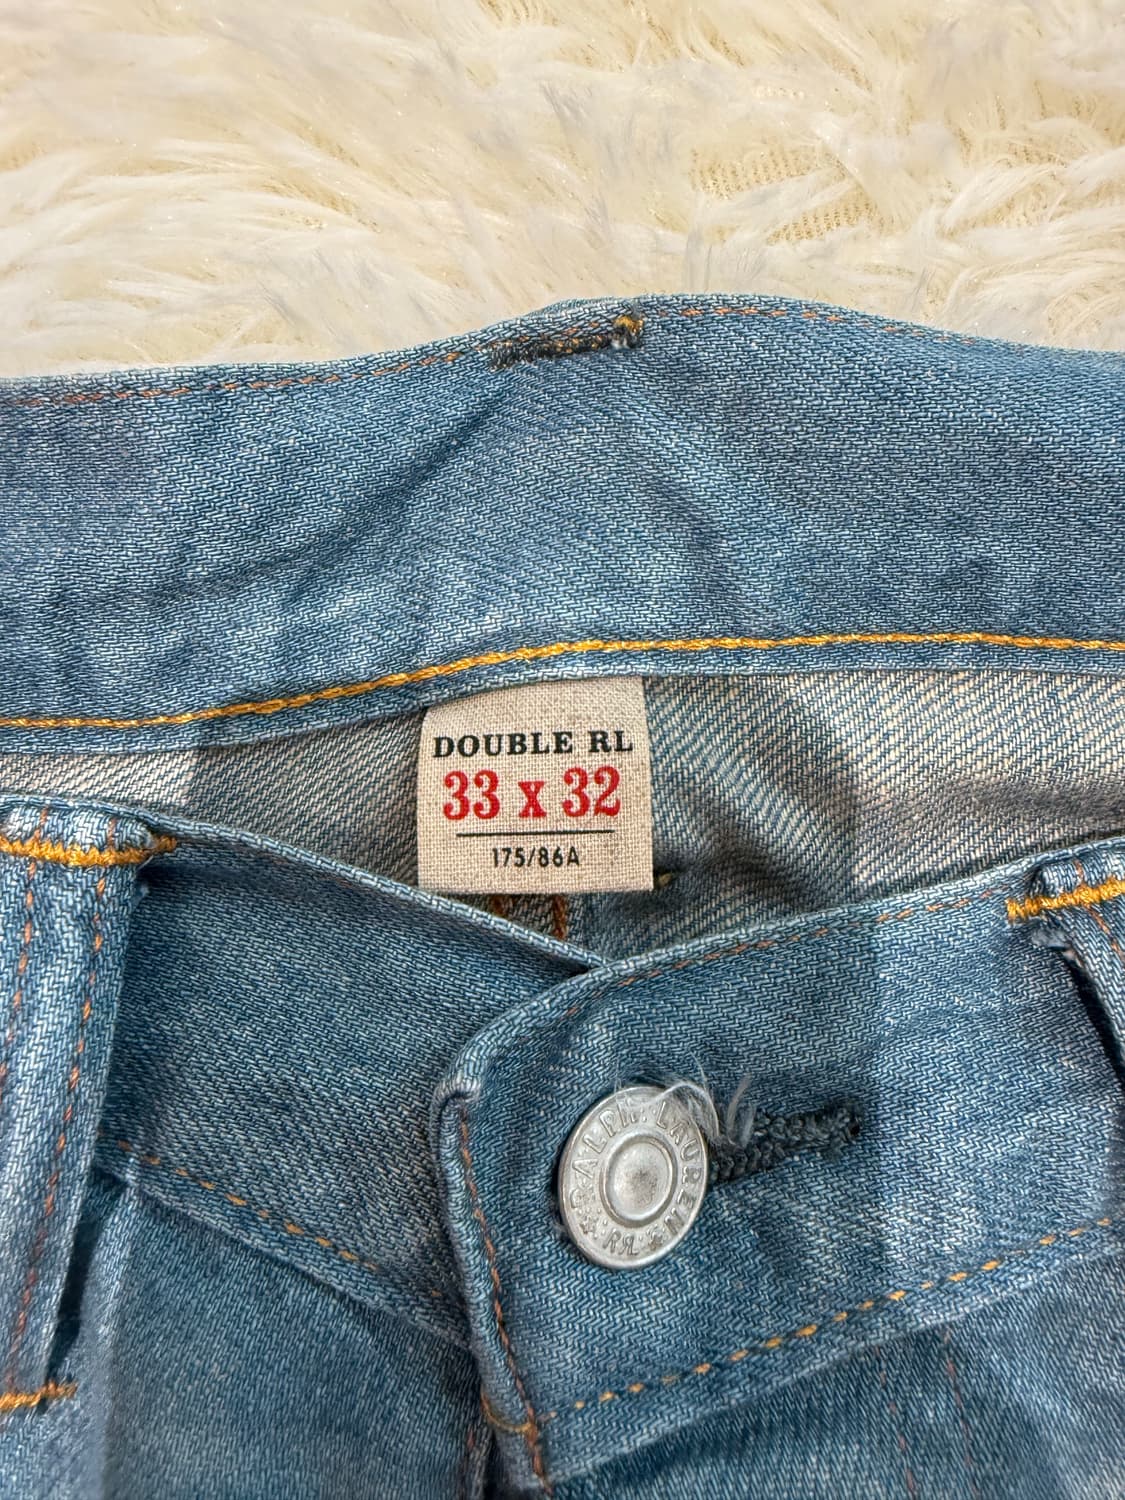 DOUBLE RL
33 x 32
175/86A
RALPH LAUREN
RRL